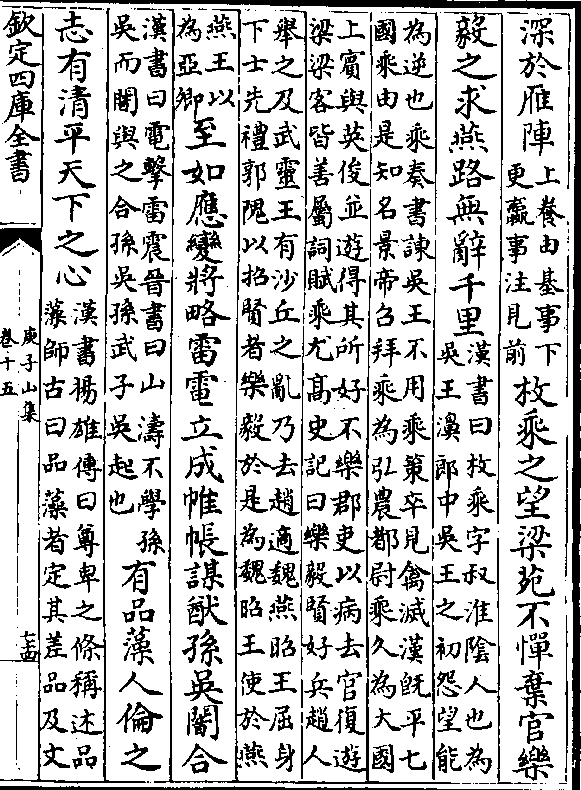 深於雁陣
上養由基事下
更羸事注見前
枚乘之望梁苑不憚棄官樂
毅之求燕路無辭千里
漢書曰枚乘字叔淮陰人也為
吳王濞郎中吳王之初怨望能
為逆也乘奏書諫吳王不用乘策卒見禽滅漢既平七
國乘由是知名景帝召拜乘為弘農都尉乘久為大國
上賓與英俊並遊得其所好不樂郡吏以病去官復遊
梁梁客皆善屬詞賦乘尤高史記曰樂毅賢好兵趙人
舉之及武靈王有沙丘之亂乃去趙適魏燕昭王屈身
下士先禮郭隗以招賢者樂毅於是為魏昭王使於燕
燕王以
為亞卿
至如應變將略雷電立成帷帳謀猷孫吳闇合
漢書曰電擊雷震晉書曰山濤不學孫
吳而闇與之合孫吳孫武子吳起也
有品藻人倫之
志有清平天下之心
漢書揚雄傳曰尊卑之條稱述品
藻師古曰品藻者定其差品及文
欽定四庫全書
庚子山集
卷十五